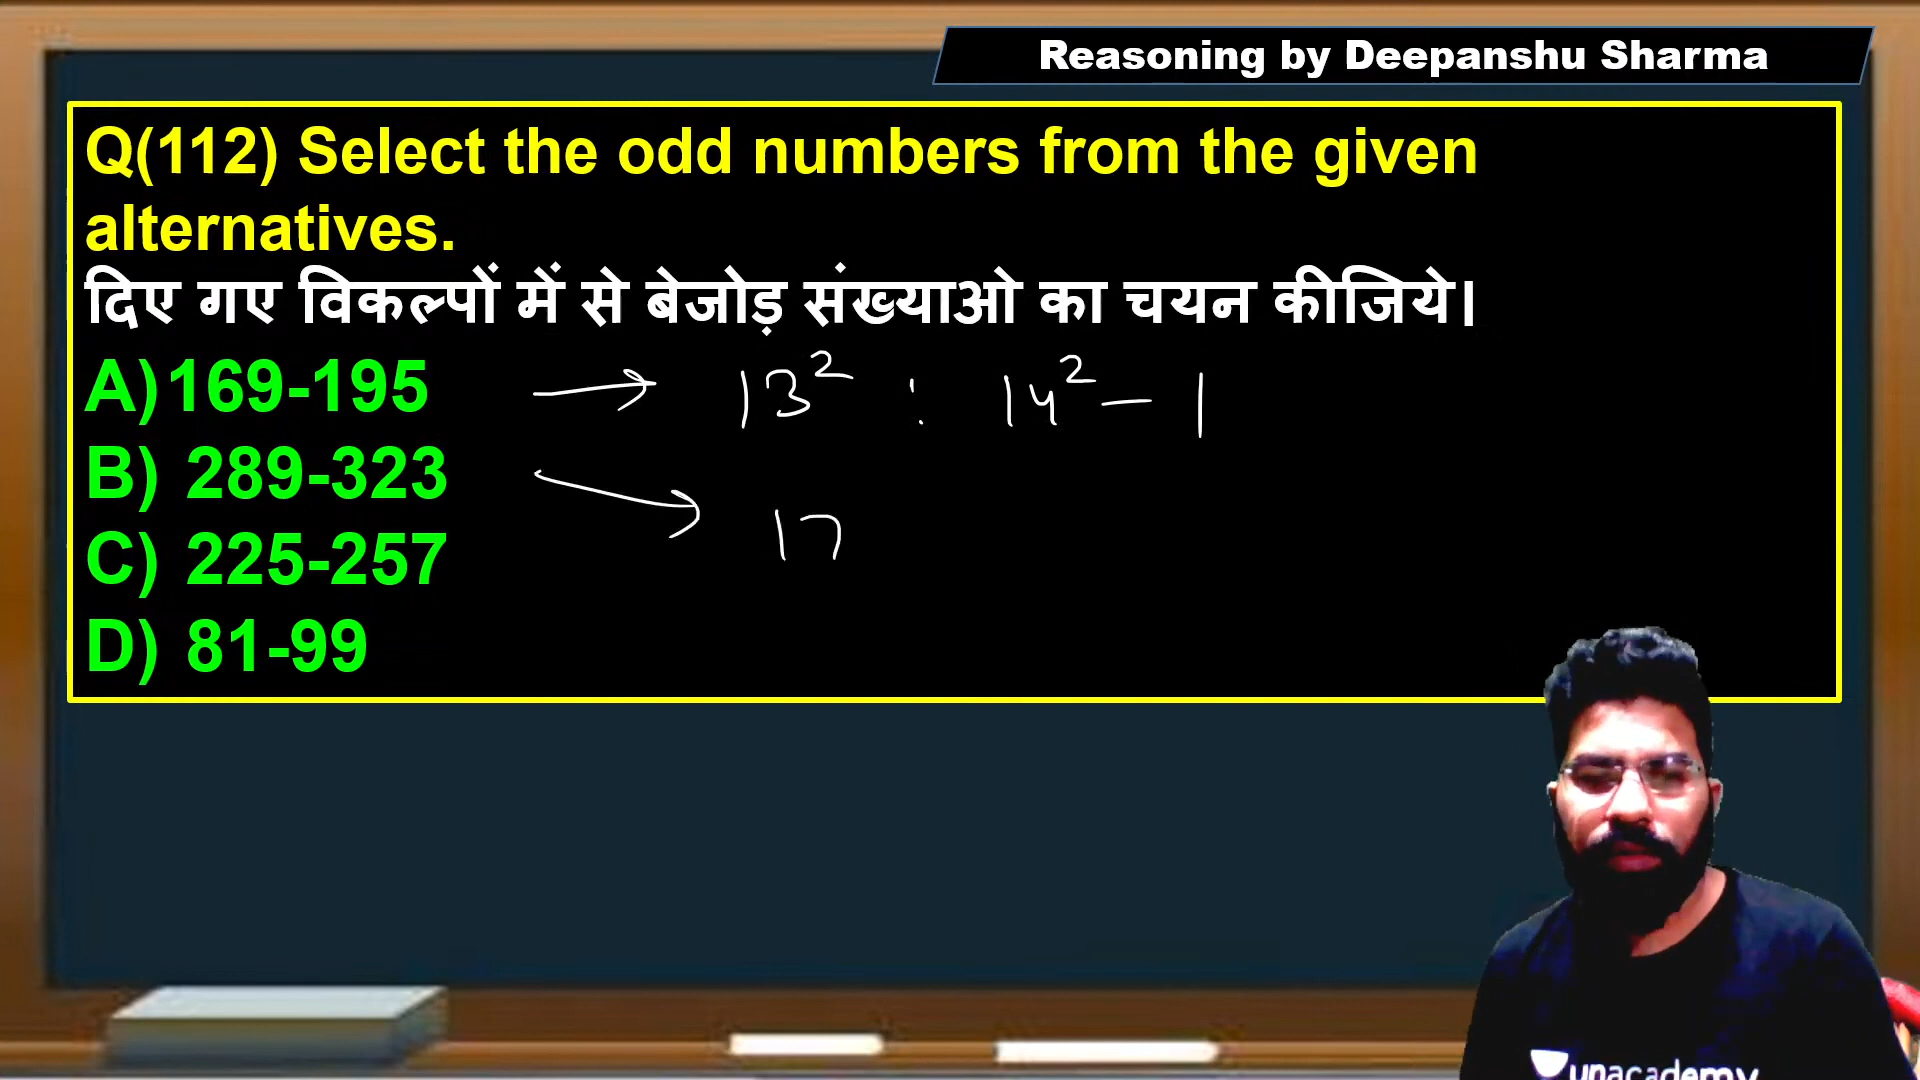 Reasoning by Deepanshu Sharma
Q(112) Select the odd numbers from the given
alternatives.
दिए गए विकल्पों में से बेजोड़ संख्याओ का चयन कीजिये।
A)169-195 → 13² : 14² – 1
B) 289-323 → 17
C) 225-257
D) 81-99
unacademy